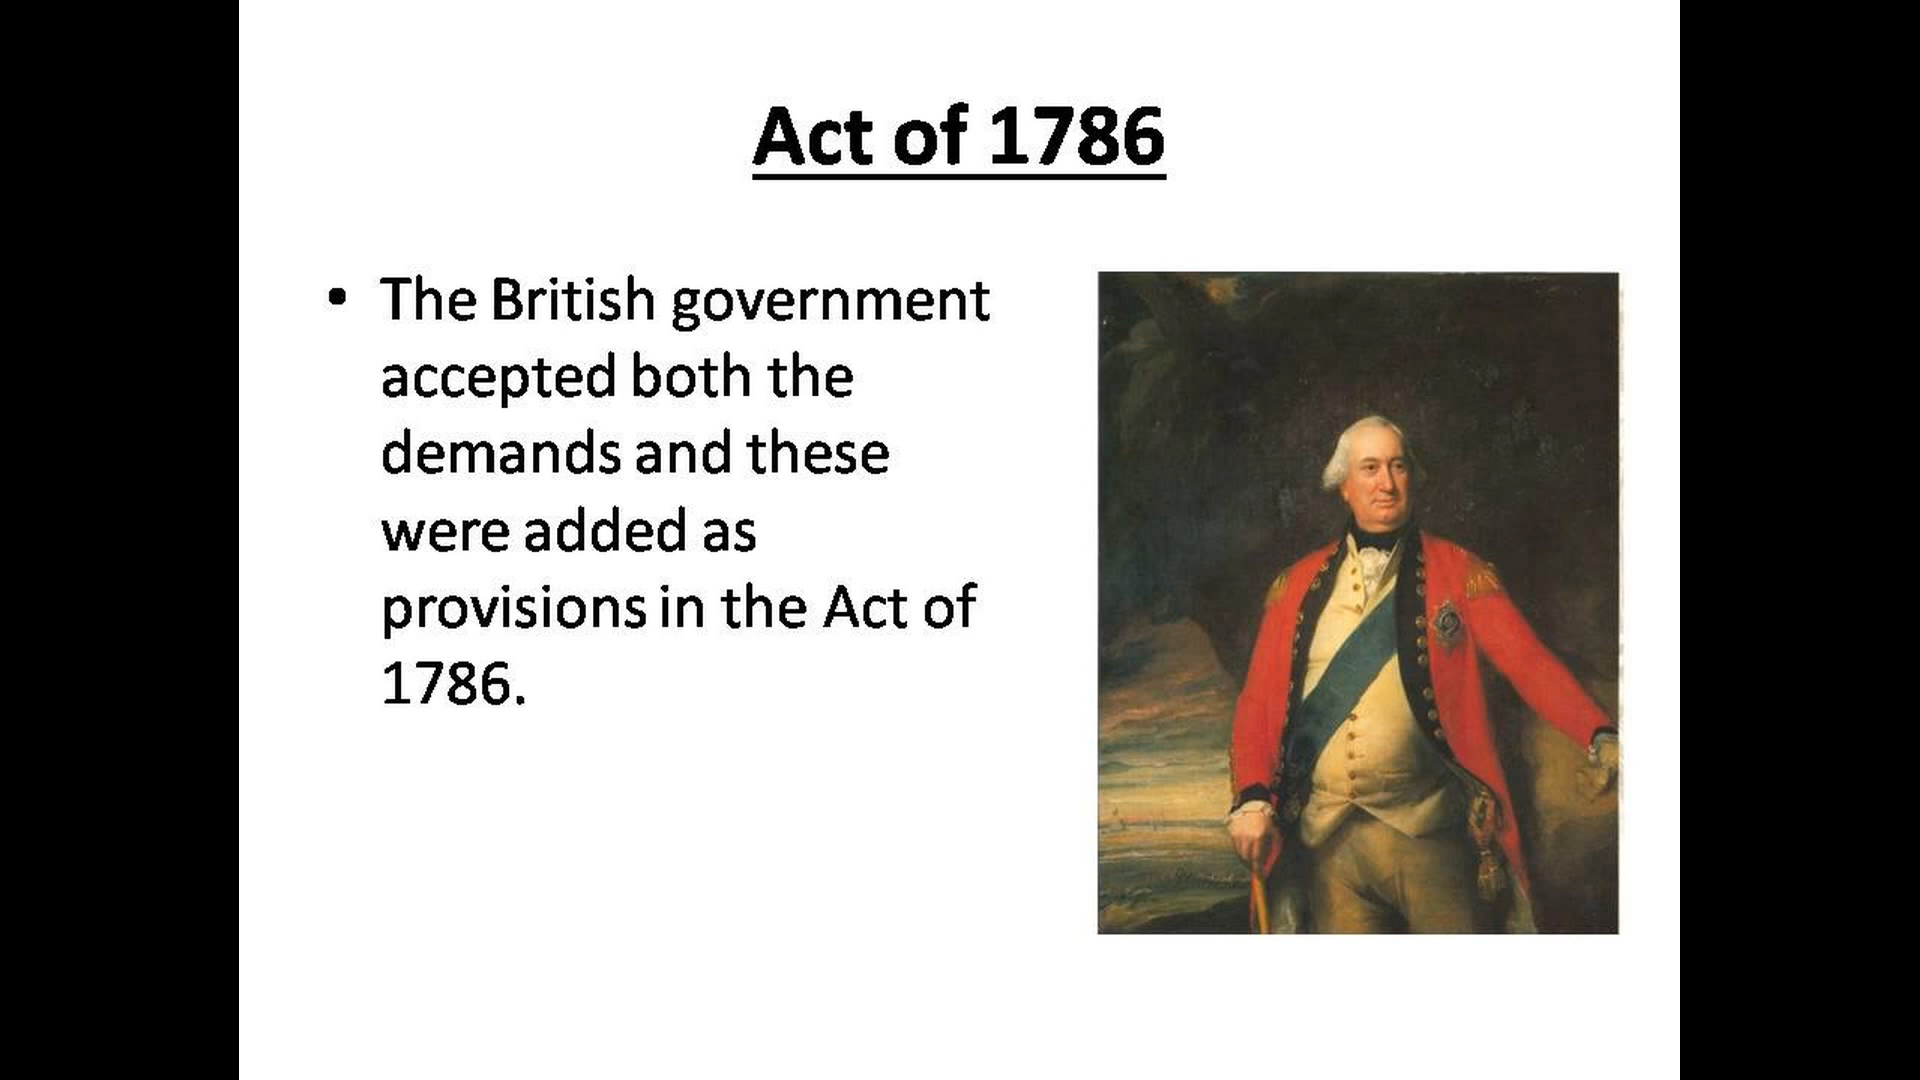 Act of 1786
• The British government
accepted both the
demands and these
were added as
provisions in the Act of
1786.